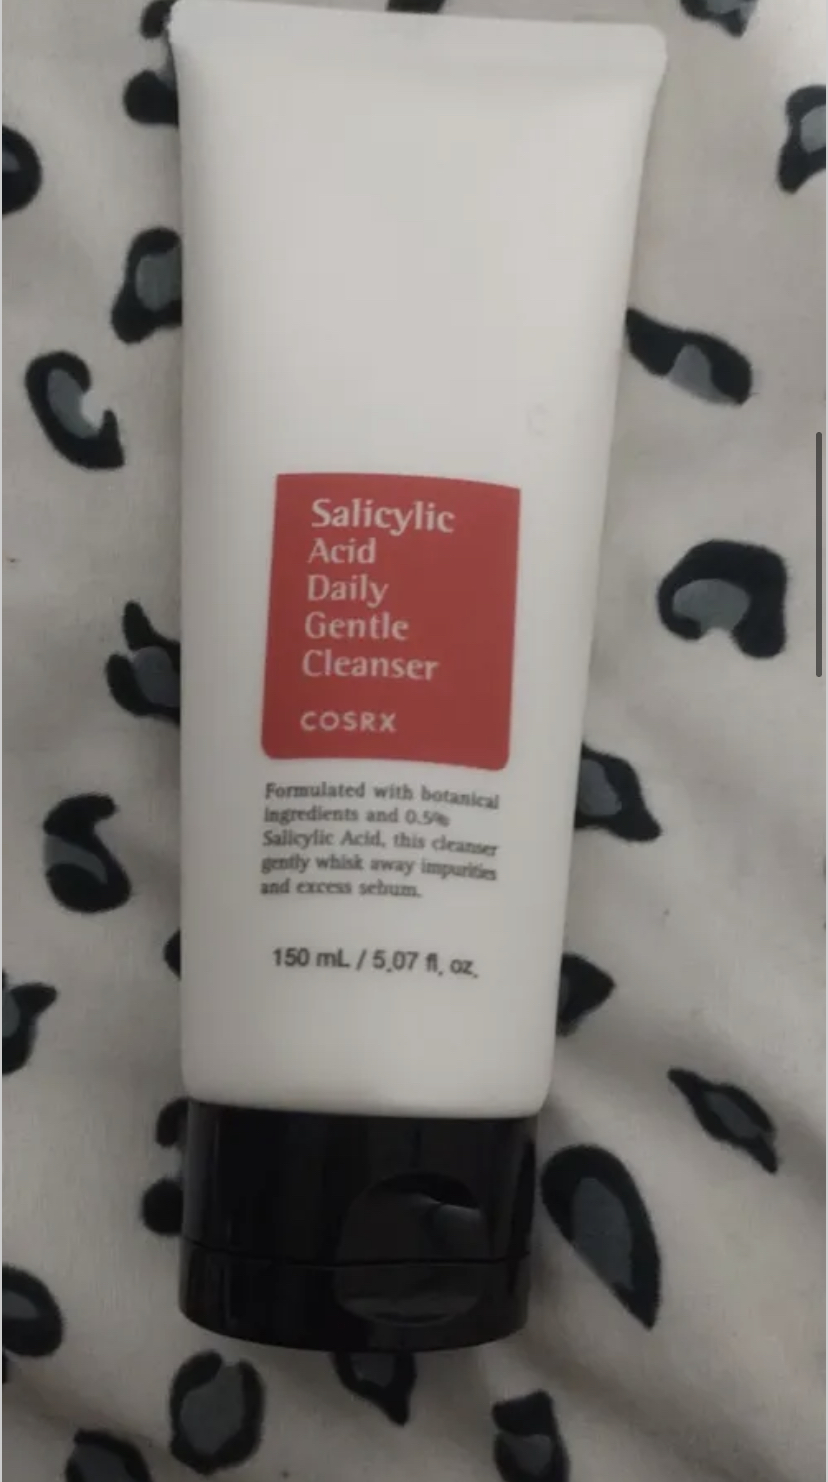 Salicylic
Acid
Daily
Gentle
Cleanser
COSRX
Formulated with botanical
ingredients and 0.5%
Salicylic Acid, this cleanser
gently whisk away impurities
and excess sebum.
150 mL / 5.07 fl. oz.